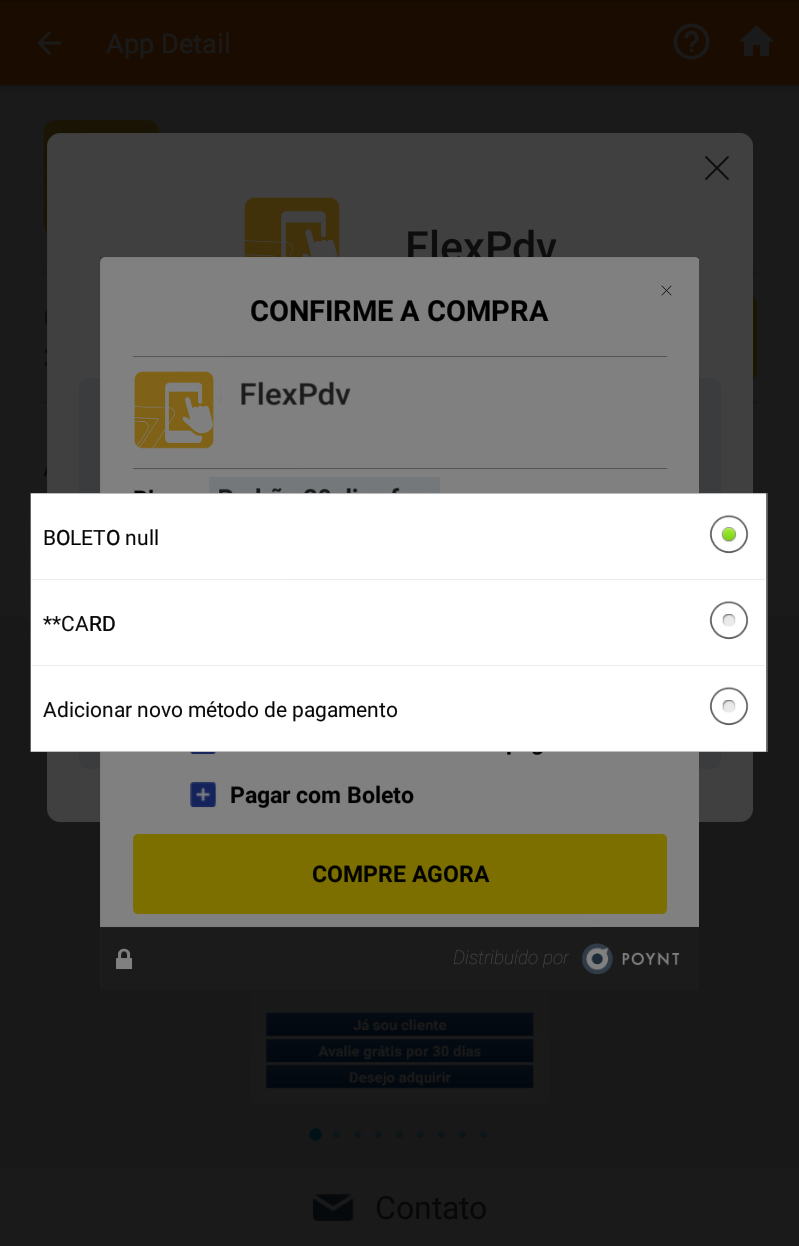 App Detail
FlexPdv
CONFIRME A COMPRA
FlexPdv
BOLETO null
**CARD
Adicionar novo método de pagamento
Pagar com Boleto
COMPRE AGORA
Distribuído por POYNT
Já sou cliente
Avalie grátis por 30 dias
Desejo adquirir
Contato